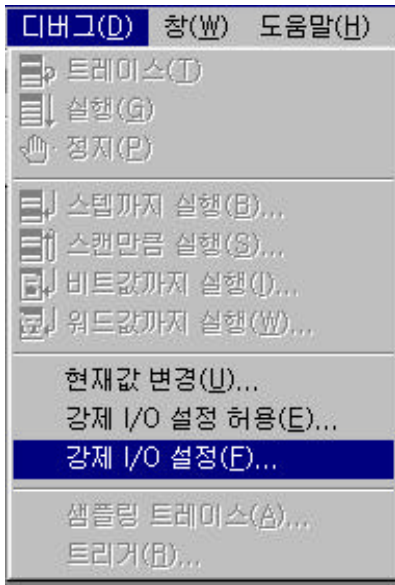 디버그(D) 창(W) 도움말(H)
트레이스(T)
실행(G)
정지(P)
스텝까지 실행(B)...
스캔만큼 실행(S)...
비트값까지 실행(I)...
워드값까지 실행(W)...
현재값 변경(U)...
강제 I/O 설정 허용(E)...
강제 I/O 설정(F)...
샘플링 트레이스(A)...
트리거(R)...